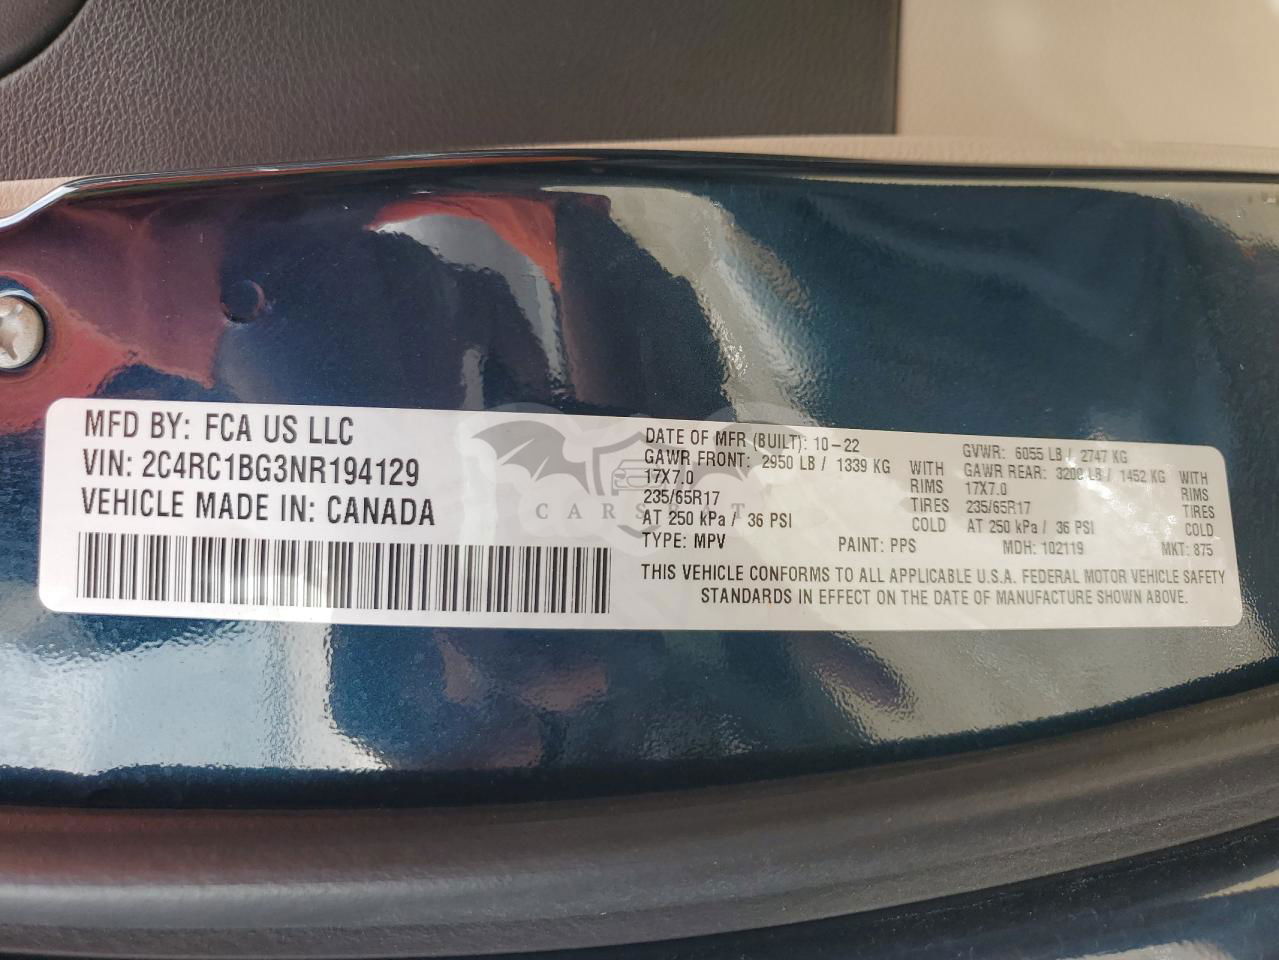 MFD BY: FCA US LLC
VIN: 2C4RC1BG3NR194129
VEHICLE MADE IN: CANADA
DATE OF MFR (BUILT): 10-22
GVWR: 6055 LB / 2747 KG
GAWR FRONT: 2950 LB / 1339 KG WITH
GAWR REAR: 3208 LB / 1452 KG WITH
17X7.0 RIMS
17X7.0 RIMS
235/65R17 TIRES
235/65R17 TIRES
AT 250 kPa / 36 PSI COLD
AT 250 kPa / 36 PSI COLD
TYPE: MPV PAINT: PPS MDH: 102119 MKT: 875
THIS VEHICLE CONFORMS TO ALL APPLICABLE U.S.A. FEDERAL MOTOR VEHICLE SAFETY
STANDARDS IN EFFECT ON THE DATE OF MANUFACTURE SHOWN ABOVE.